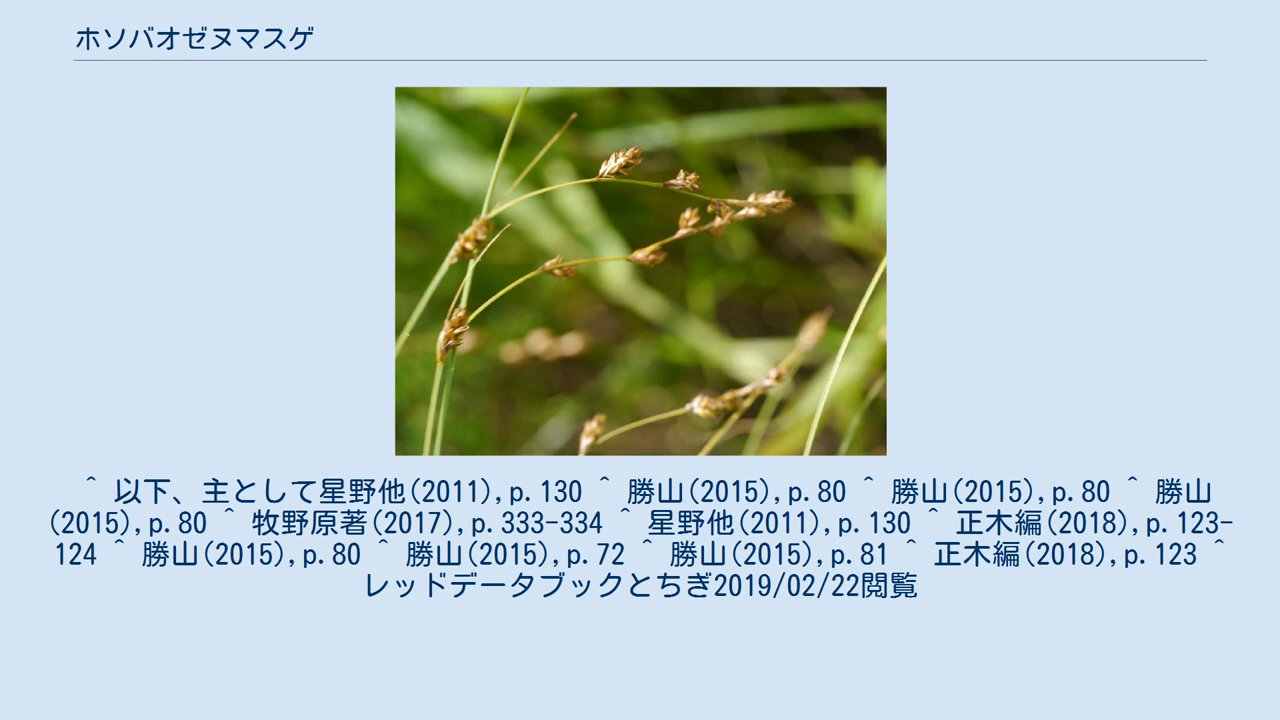 ホソバオゼヌマスゲ
^ 以下、主として星野他(2011),p.130 ^ 勝山(2015),p.80 ^ 勝山(2015),p.80 ^ 勝山
(2015),p.80 ^ 牧野原著(2017),p.333-334 ^ 星野他(2011),p.130 ^ 正木編(2018),p.123-
124 ^ 勝山(2015),p.80 ^ 勝山(2015),p.72 ^ 勝山(2015),p.81 ^ 正木編(2018),p.123 ^
レッドデータブックとちぎ2019/02/22閲覧